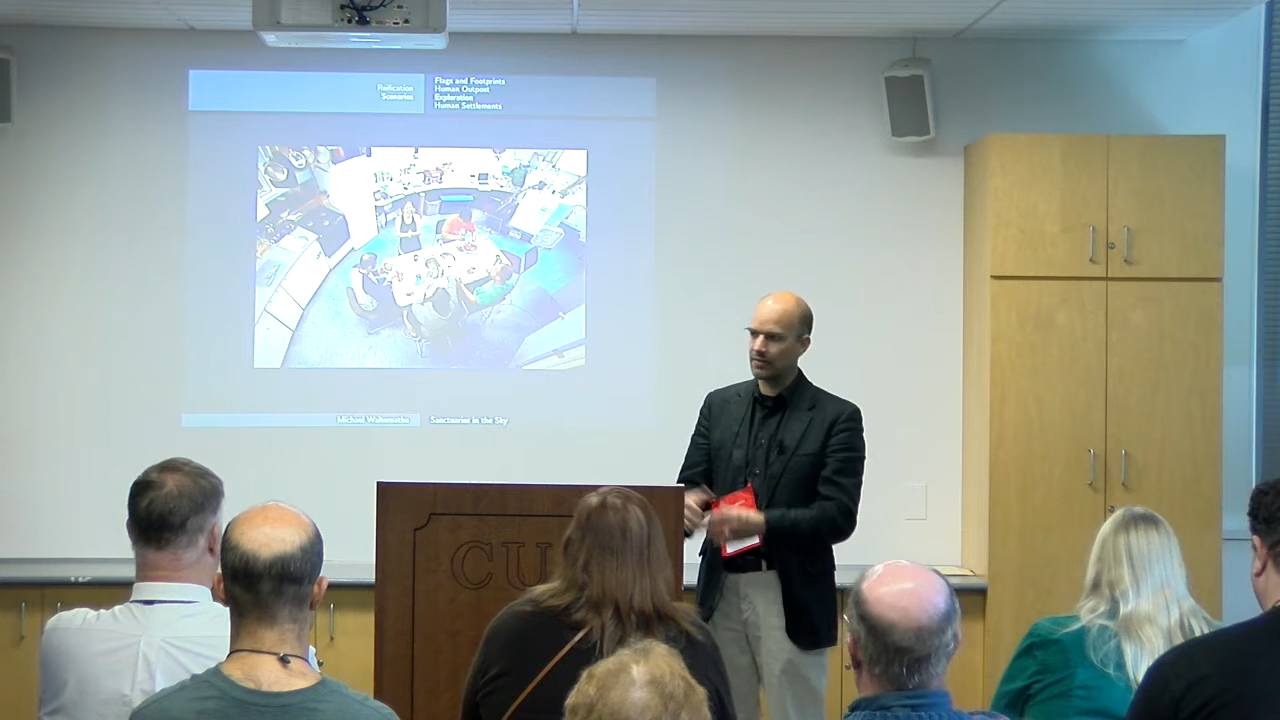 Reification
Scenarios
Flags and Footprints
Human Outpost
Exploration
Human Settlements
Michael Waltemathe
Sanctuaries in the Sky
CU